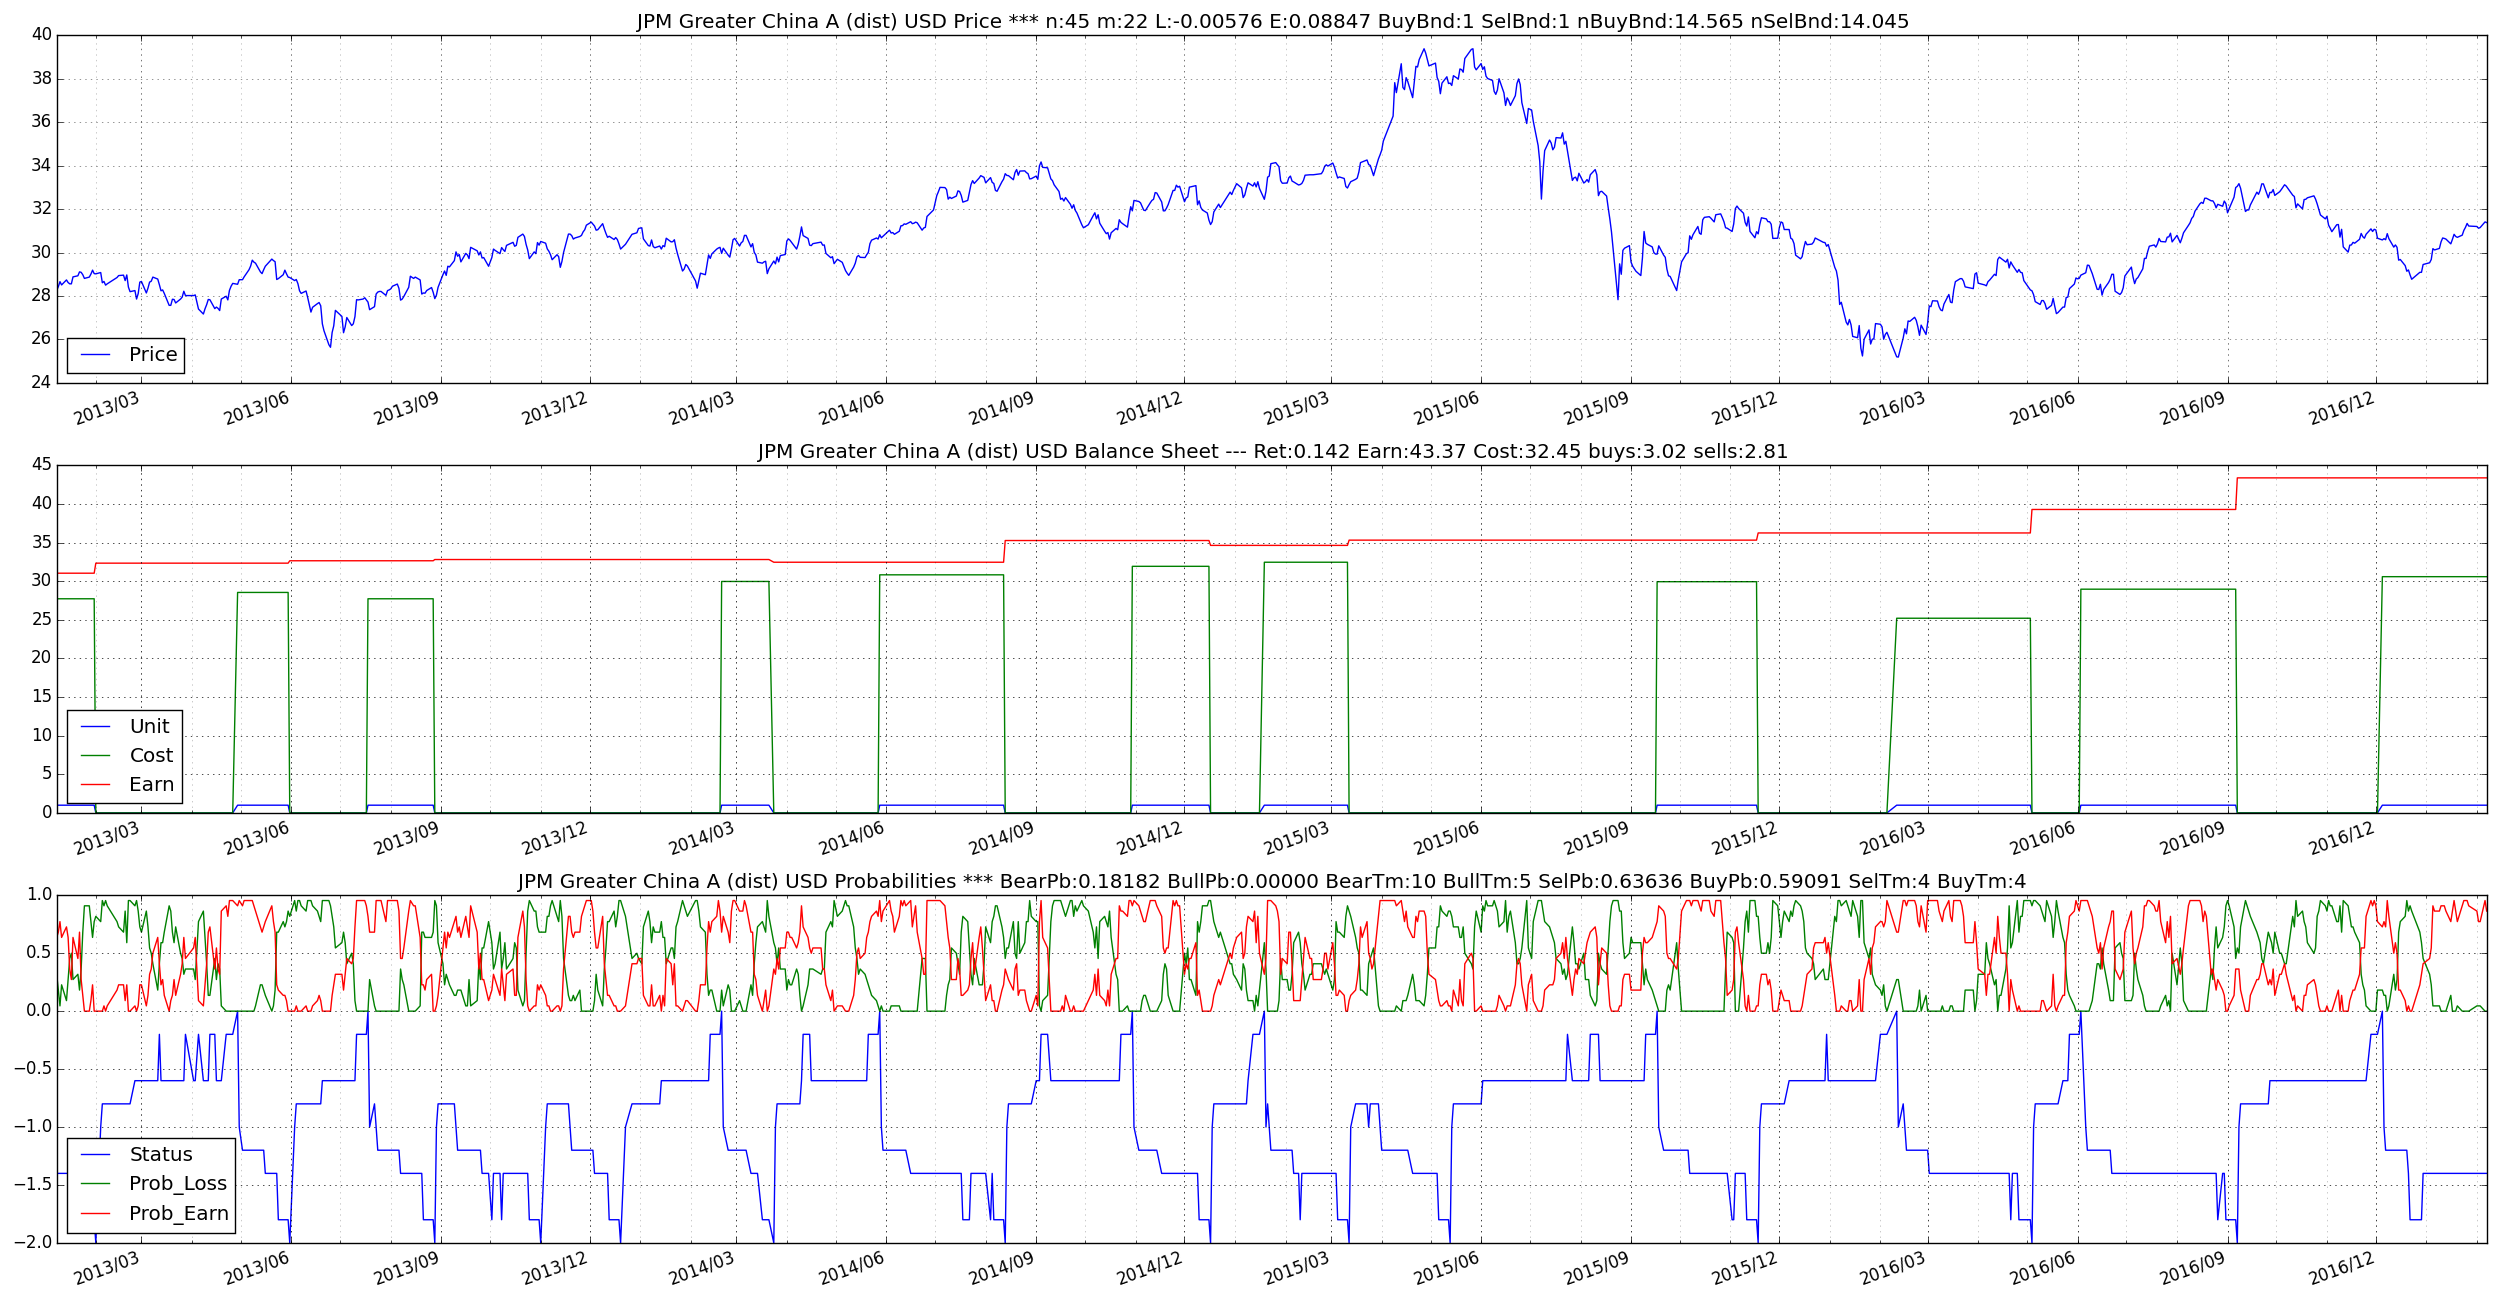 JPM Greater China A (dist) USD Price *** n:45 m:22 L:-0.00576 E:0.08847 BuyBnd:1 SelBnd:1 nBuyBnd:14.565 nSelBnd:14.045
40
38
36
34
32
30
28
26
24
Price
2013/03 2013/06 2013/09 2013/12 2014/03 2014/06 2014/09 2014/12 2015/03 2015/06 2015/09 2015/12 2016/03 2016/06 2016/09 2016/12
JPM Greater China A (dist) USD Balance Sheet --- Ret:0.142 Earn:43.37 Cost:32.45 buys:3.02 sells:2.81
45
40
35
30
25
20
15
10
5
0
Unit
Cost
Earn
2013/03 2013/06 2013/09 2013/12 2014/03 2014/06 2014/09 2014/12 2015/03 2015/06 2015/09 2015/12 2016/03 2016/06 2016/09 2016/12
JPM Greater China A (dist) USD Probabilities *** BearPb:0.18182 BullPb:0.00000 BearTm:10 BullTm:5 SelPb:0.63636 BuyPb:0.59091 SelTm:4 BuyTm:4
1.0
0.5
0.0
−0.5
−1.0
−1.5
−2.0
Status
Prob_Loss
Prob_Earn
2013/03 2013/06 2013/09 2013/12 2014/03 2014/06 2014/09 2014/12 2015/03 2015/06 2015/09 2015/12 2016/03 2016/06 2016/09 2016/12